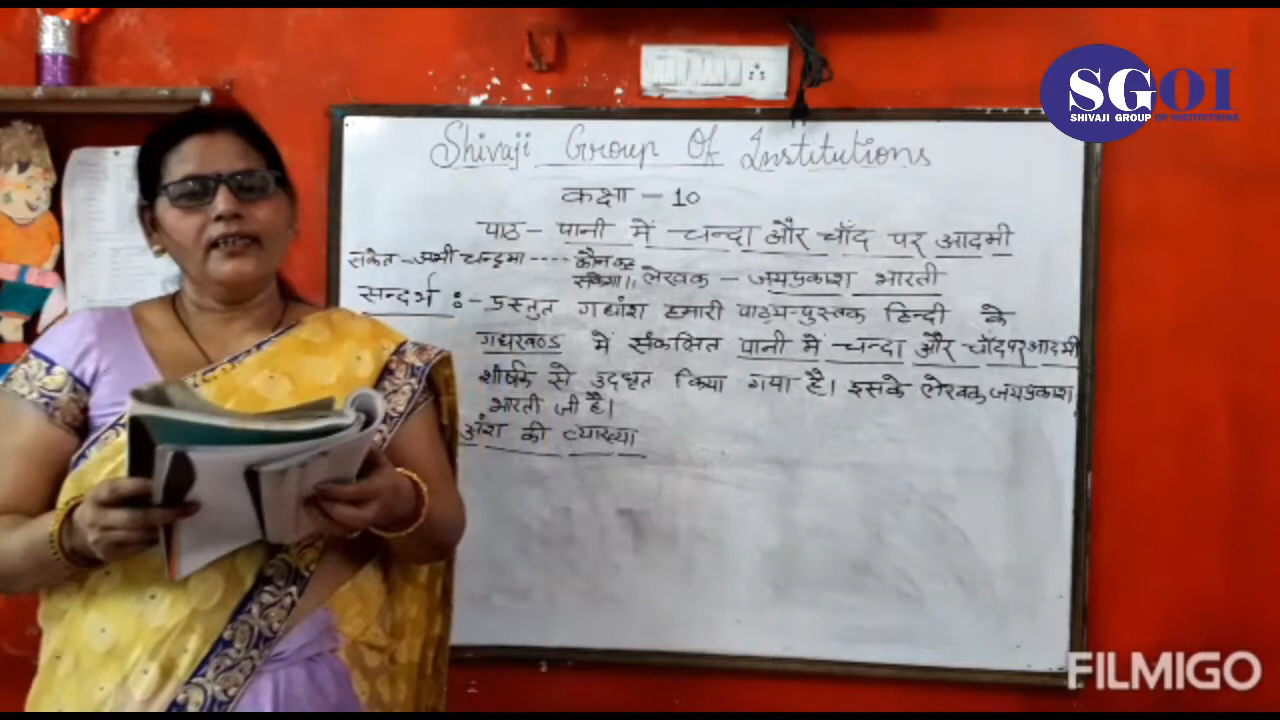 SGOI
SHIVAJI GROUP OF INSTITUTIONS
Shivaji Group Of Institutions
कक्षा - 10
पाठ - पानी में चन्दा और चाँद पर आदमी
संकेत - अभी चन्द्रमा ---- कौन कह सकेगा।। लेखक - जयप्रकाश भारती
सन्दर्भ :- प्रस्तुत गद्यांश हमारी पाठ्य-पुस्तक हिन्दी के
गद्यखण्ड में संकलित पानी में चन्दा और चाँद पर आदमी
शीर्षक से उद्धृत किया गया है। इसके लेखक जयप्रकाश
भारती जी है।
अंश की व्याख्या
FILMIGO